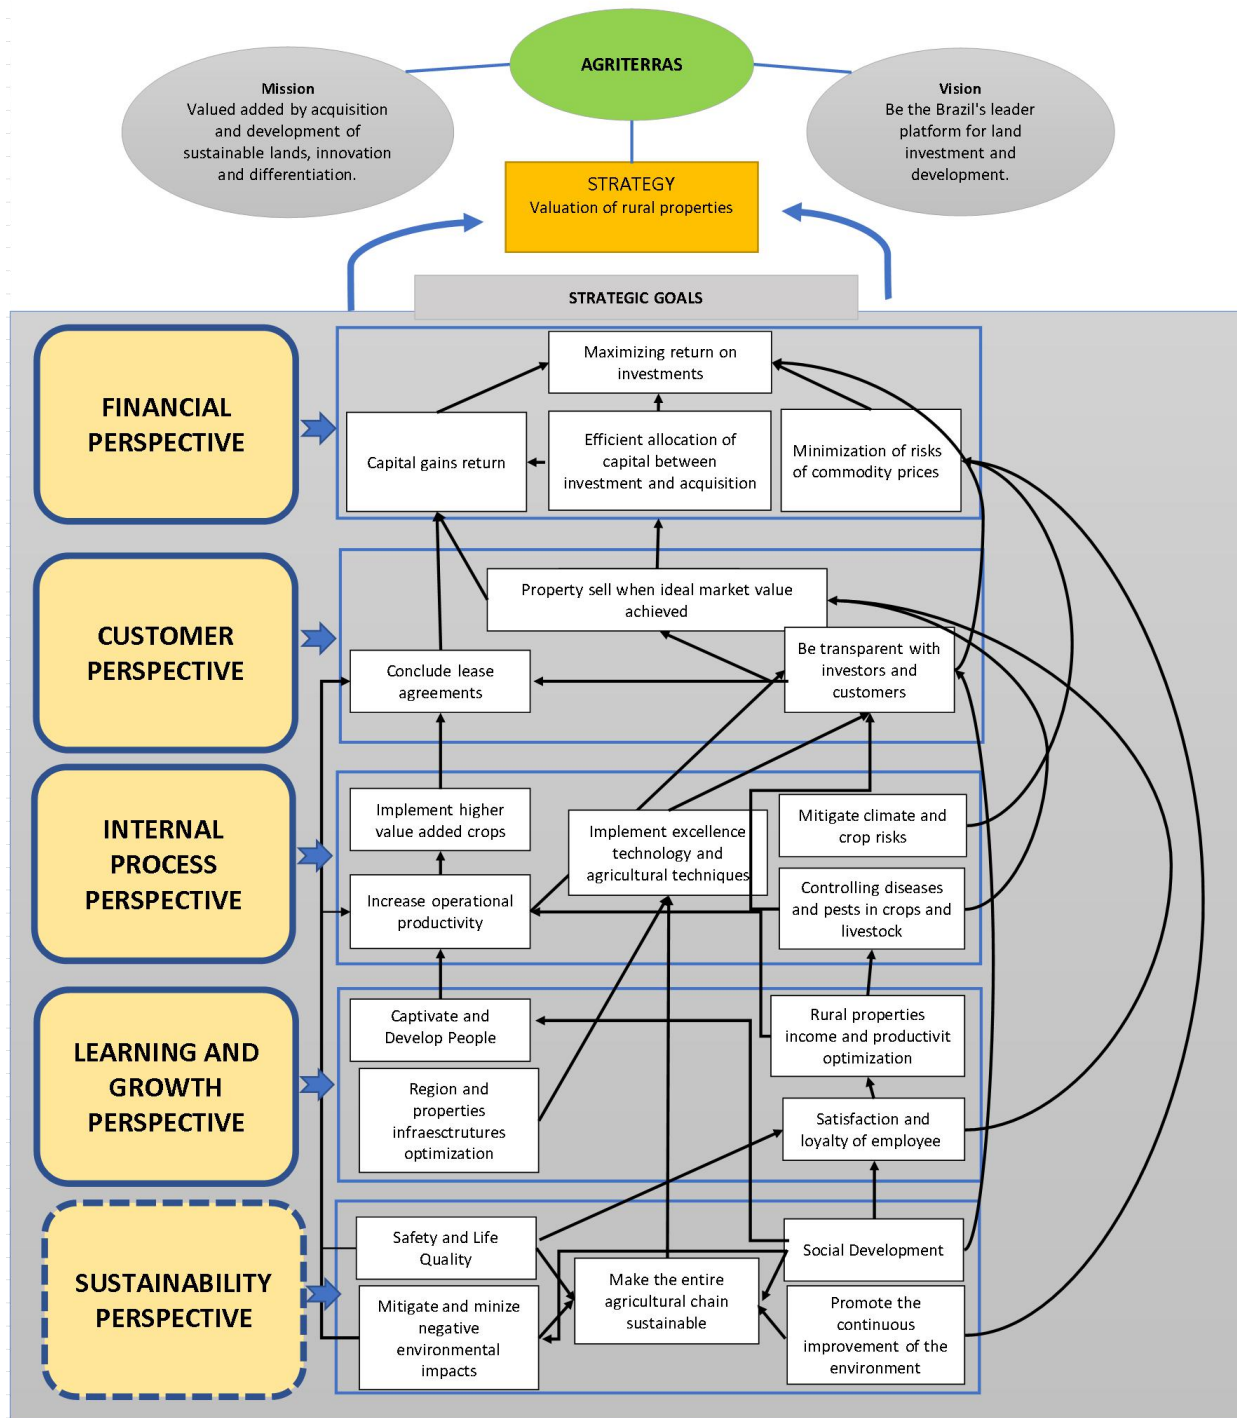 AGRITERRAS
Mission
Valued added by acquisition
and development of
sustainable lands, innovation
and differentiation.
Vision
Be the Brazil's leader
platform for land
investment and
development.
STRATEGY
Valuation of rural properties
STRATEGIC GOALS
FINANCIAL
PERSPECTIVE
Maximizing return on
investments
Capital gains return
Efficient allocation of
capital between
investment and acquisition
Minimization of risks
of commodity prices
CUSTOMER
PERSPECTIVE
Property sell when ideal market value
achieved
Conclude lease
agreements
Be transparent with
investors and
customers
INTERNAL
PROCESS
PERSPECTIVE
Implement higher
value added crops
Implement excellence
technology and
agricultural techniques
Mitigate climate and
crop risks
Increase operational
productivity
Controlling diseases
and pests in crops and
livestock
LEARNING AND
GROWTH
PERSPECTIVE
Captivate and
Develop People
Rural properties
income and productivit
optimization
Region and
properties
infraesctrutures
optimization
Satisfaction and
loyalty of employee
SUSTAINABILITY
PERSPECTIVE
Safety and Life
Quality
Social Development
Make the entire
agricultural chain
sustainable
Mitigate and minize
negative
environmental
impacts
Promote the
continuous
improvement of the
environment